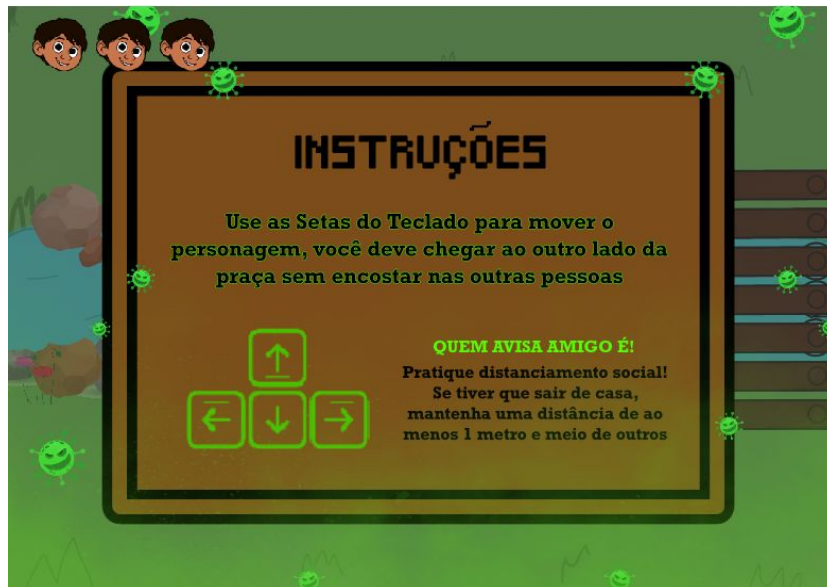 INSTRUÇÕES
Use as Setas do Teclado para mover o
personagem, você deve chegar ao outro lado da
praça sem encostar nas outras pessoas
QUEM AVISA AMIGO É!
Pratique distanciamento social!
Se tiver que sair de casa,
mantenha uma distância de ao
menos 1 metro e meio de outros